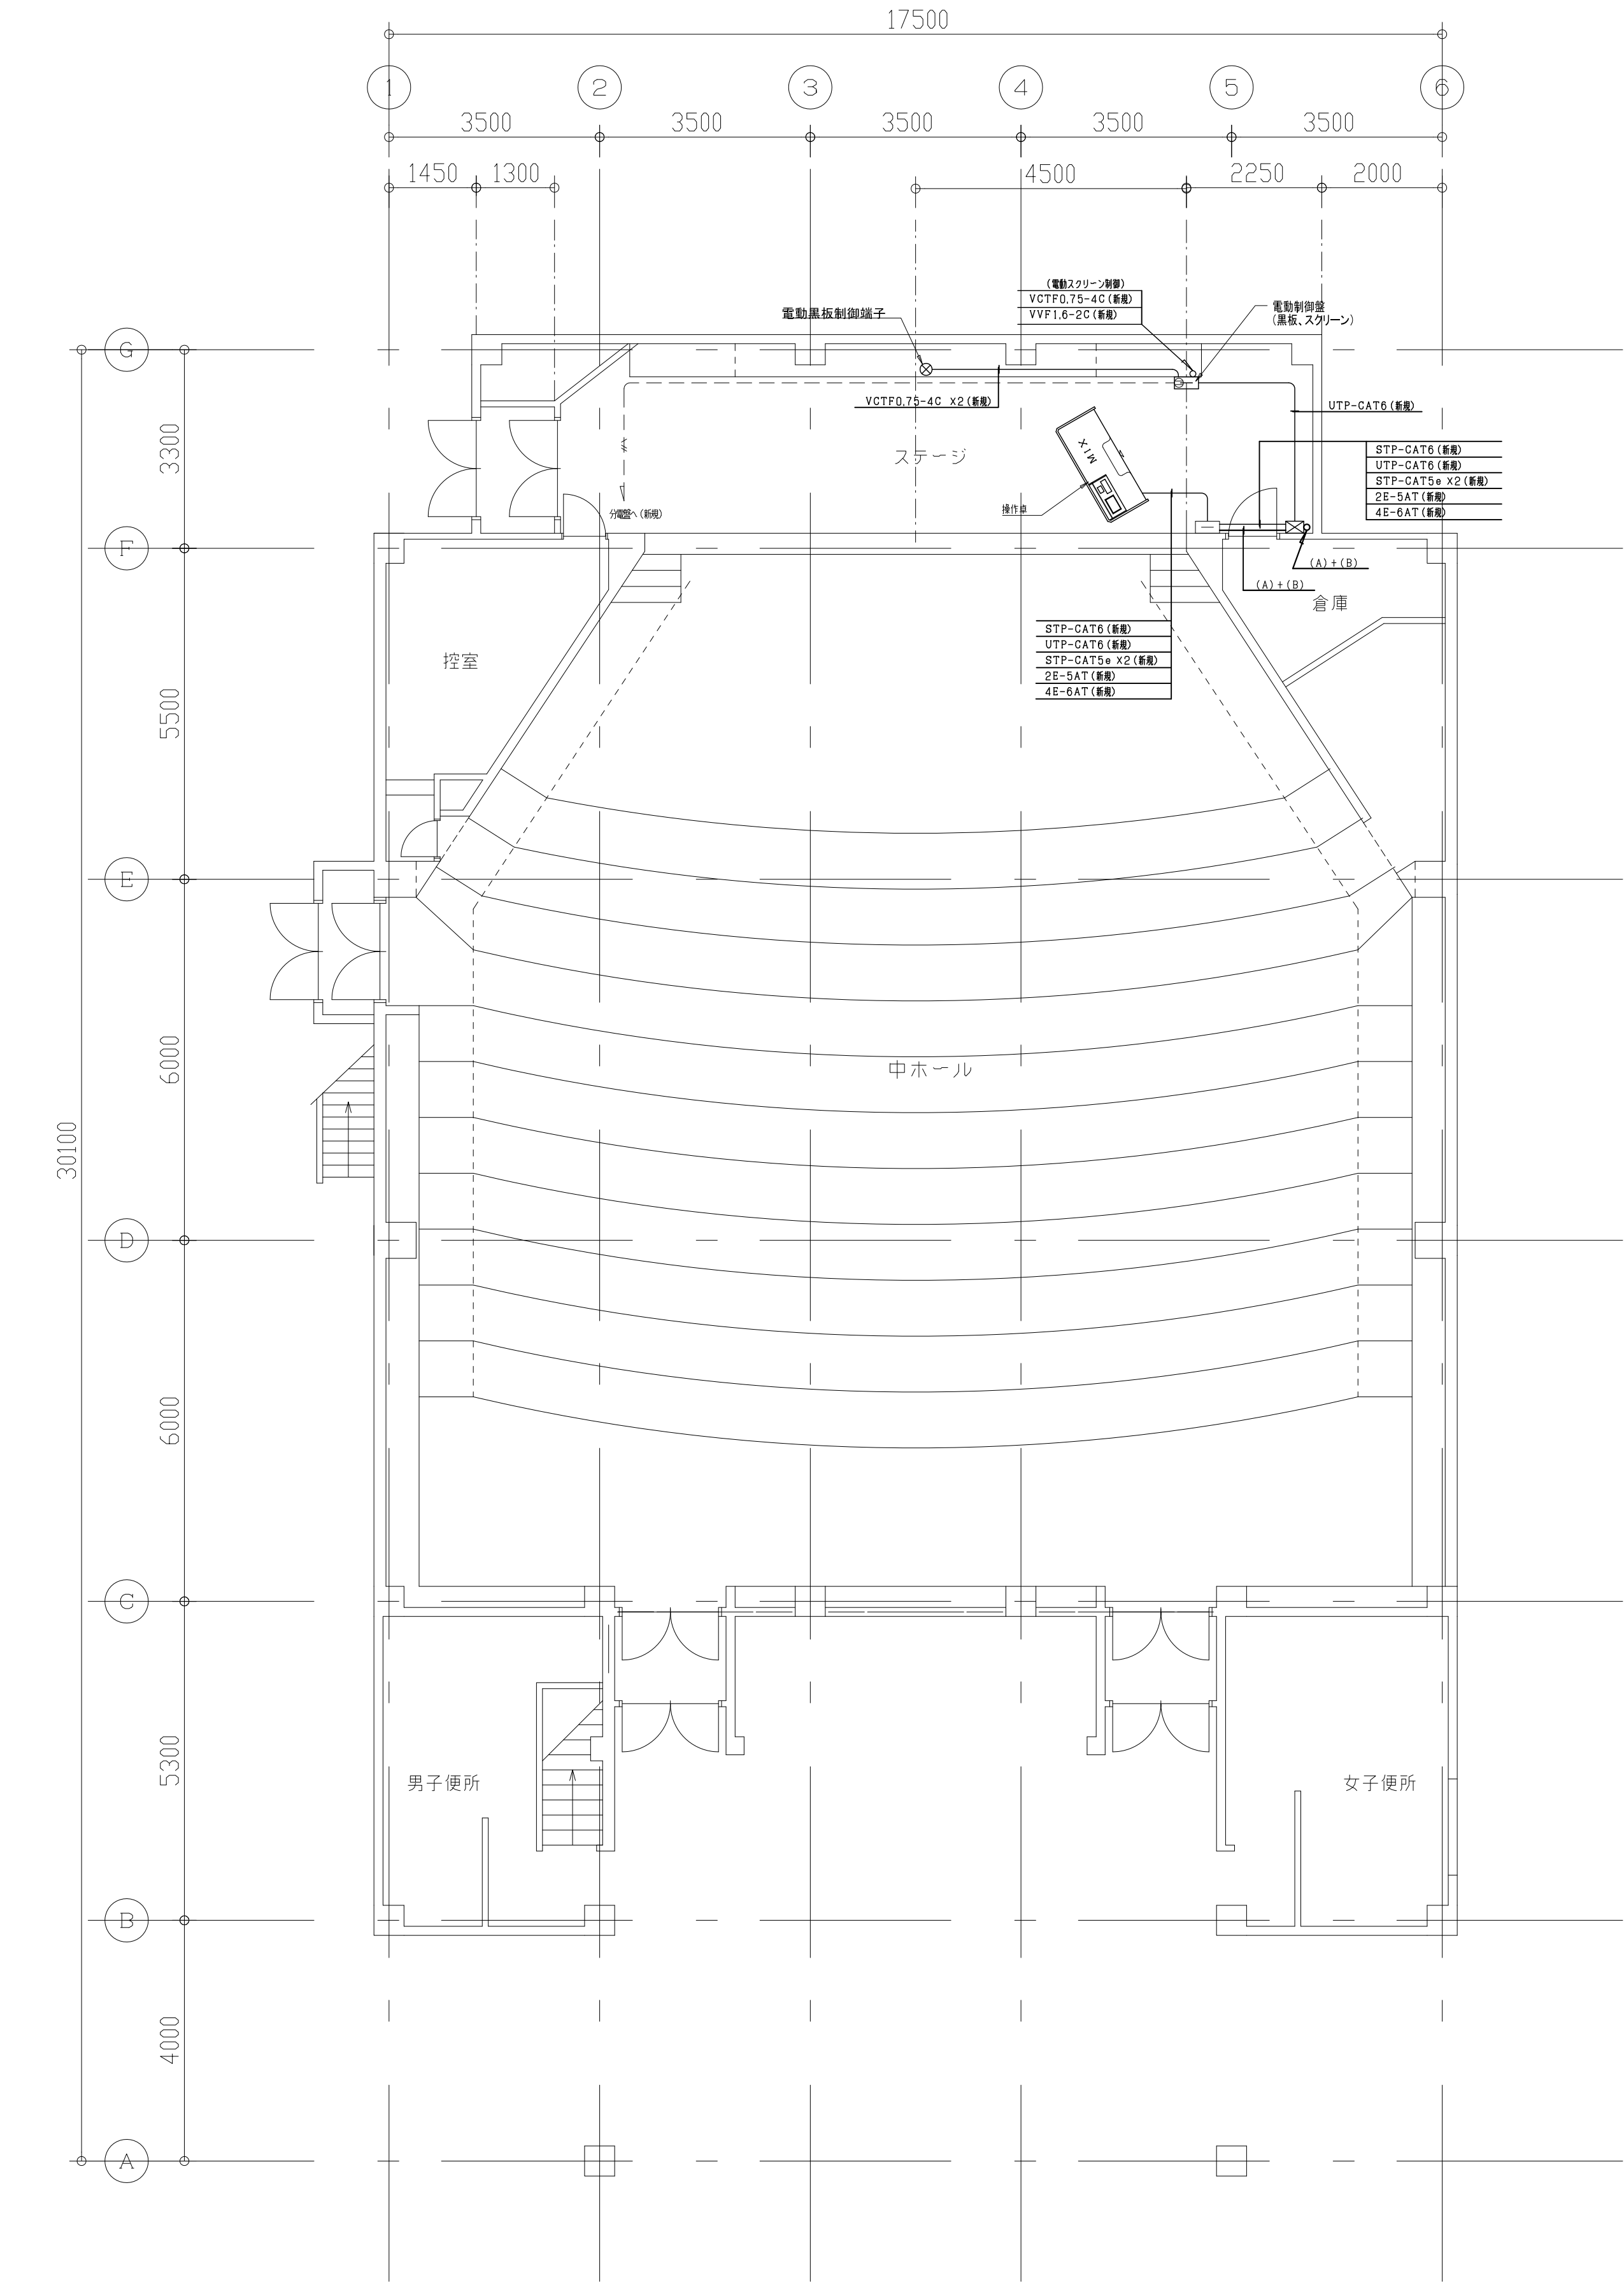 17500
1 2 3 4 5 6
3500 3500 3500 3500 3500
1450 1300 4500 2250 2000
(電動スクリーン制御)
VCTF0.75-4C(新規)
VVF1.6-2C(新規)
電動黒板制御端子
電動制御盤
(黒板、スクリーン)
G
VCTF0.75-4C X2(新規)
UTP-CAT6(新規)
3300
MIX
ステージ
STP-CAT6(新規)
UTP-CAT6(新規)
STP-CAT5e X2(新規)
2E-5AT(新規)
4E-6AT(新規)
操作卓
分電盤へ(新規)
F
(A)+(B)
(A)+(B)
倉庫
STP-CAT6(新規)
UTP-CAT6(新規)
STP-CAT5e X2(新規)
2E-5AT(新規)
4E-6AT(新規)
控室
5500
E
6000
中ホール
30100
D
6000
C
5300
男子便所
女子便所
B
4000
A